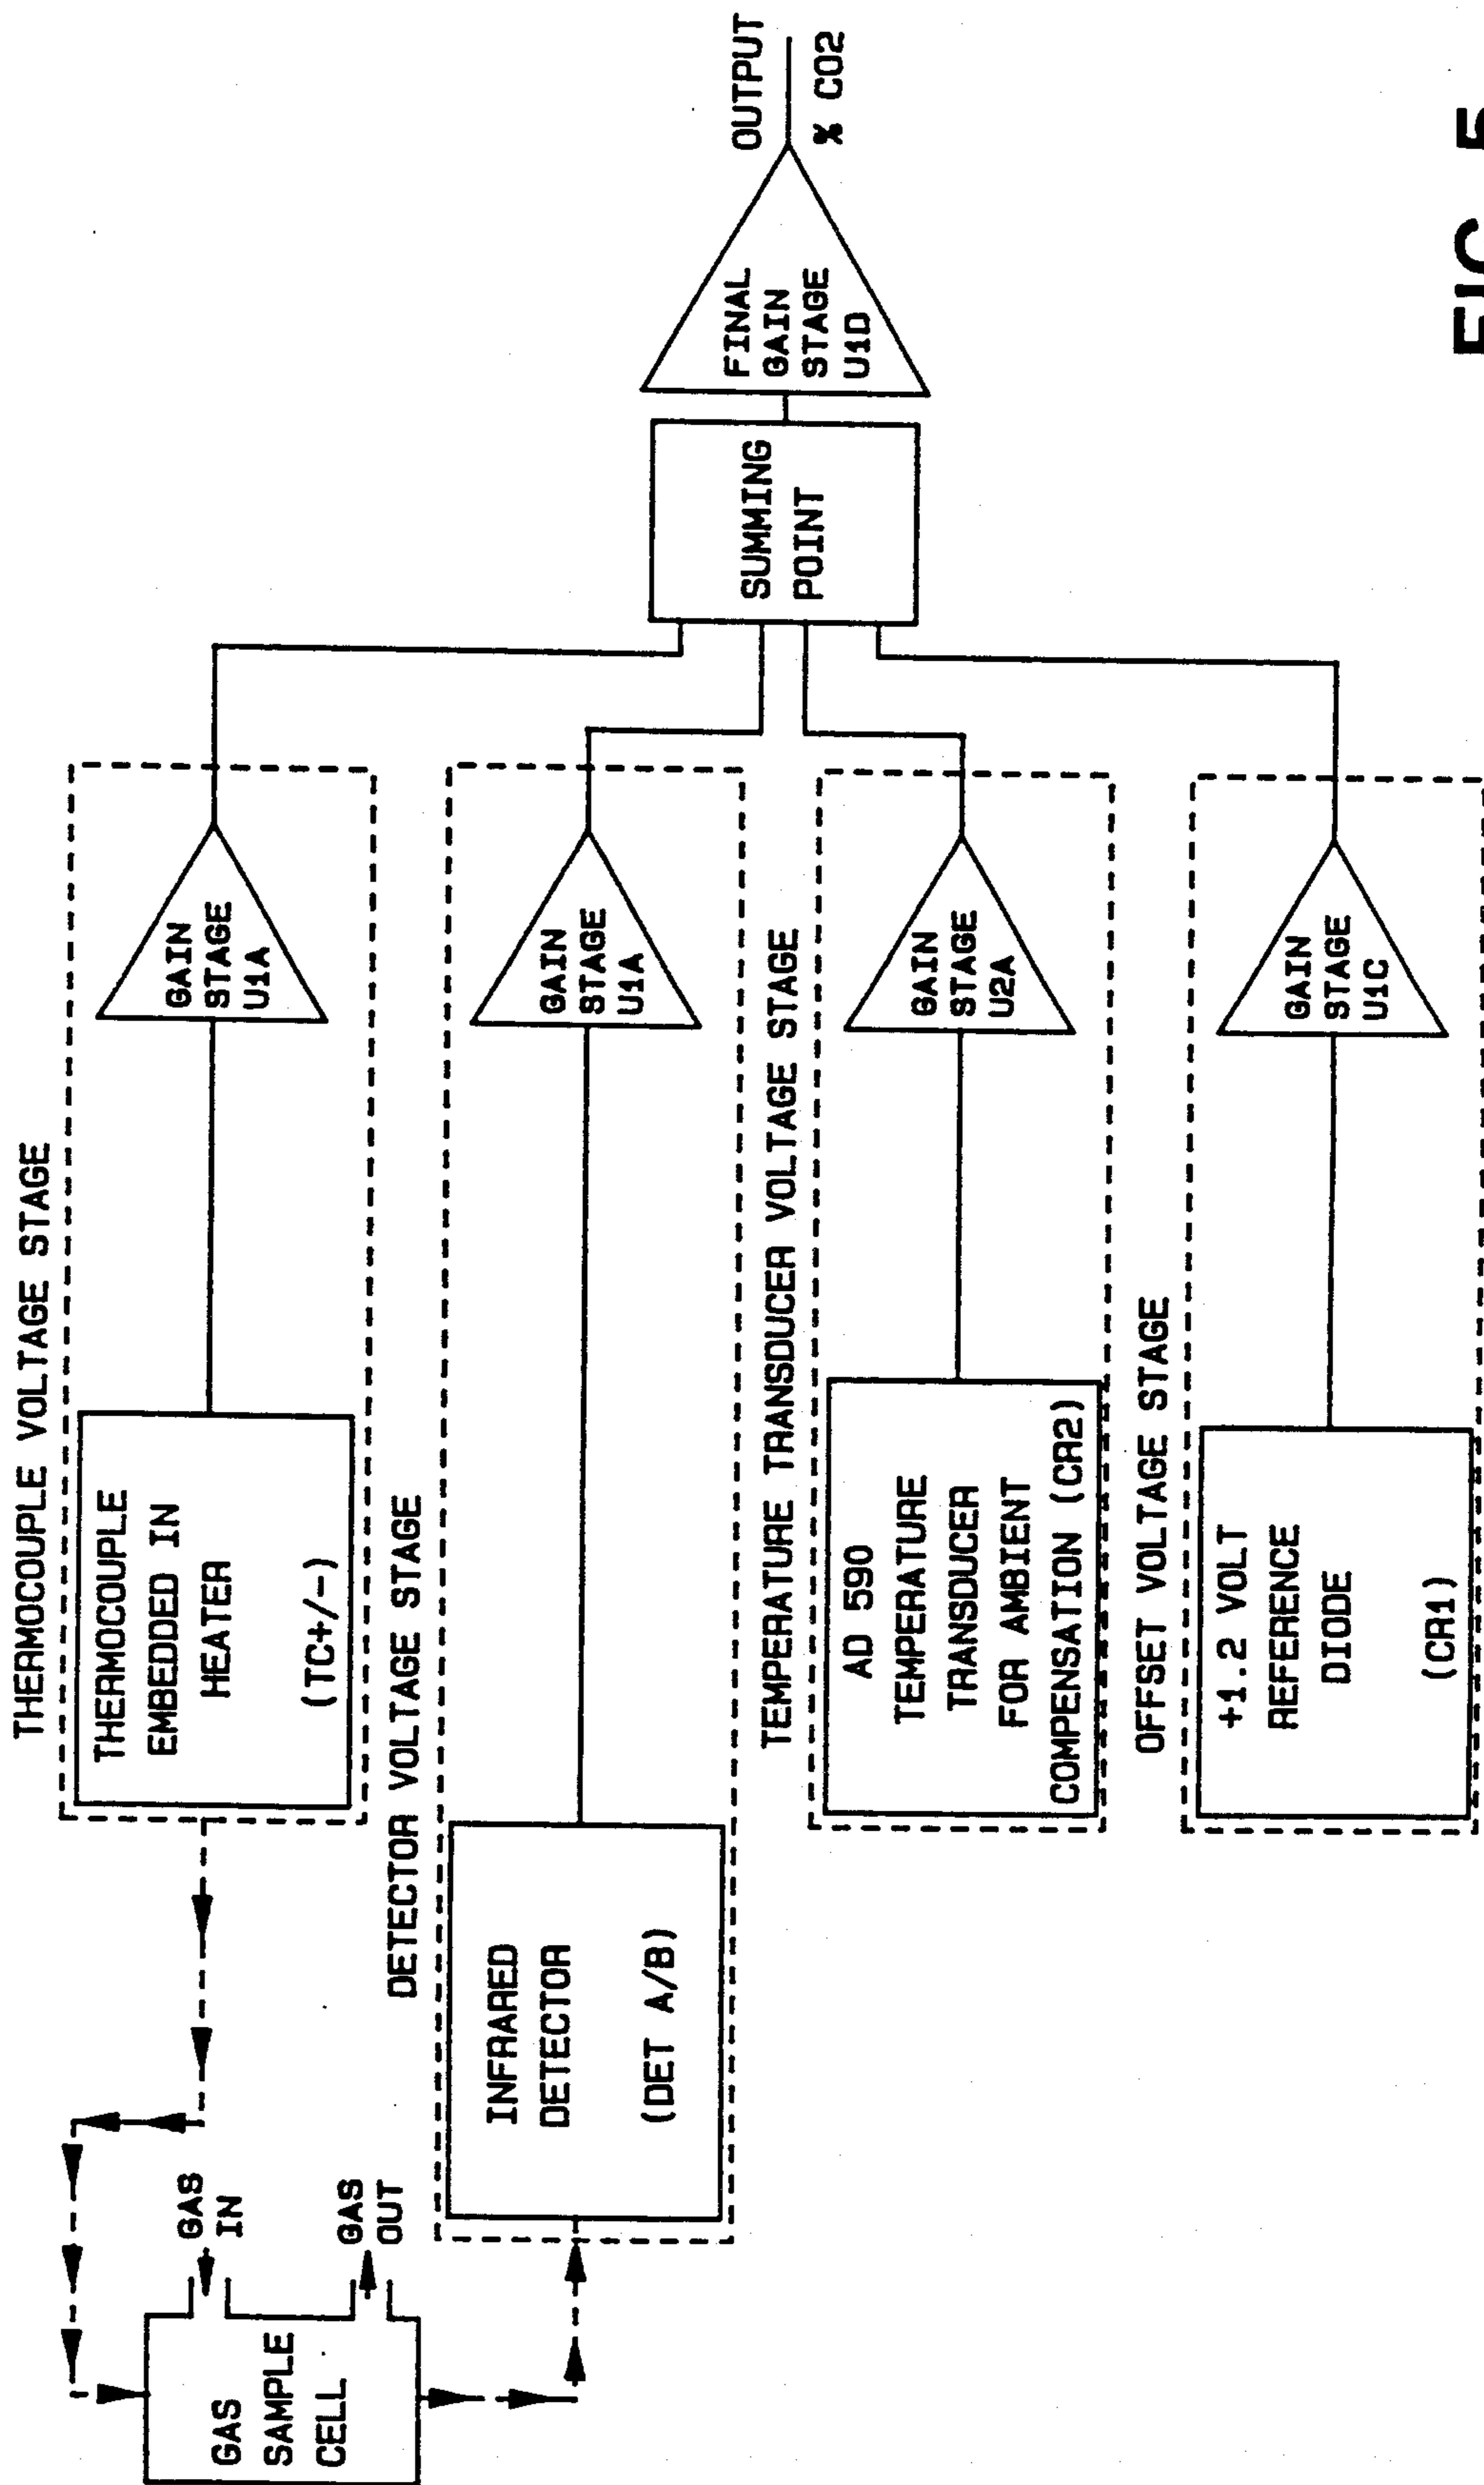 THERMOCOUPLE VOLTAGE STAGE
THERMOCOUPLE
EMBEDDED IN
HEATER
(TC+/-)
GAIN
STAGE
U1A
GAS
IN
GAS
OUT
GAS
SAMPLE
CELL
DETECTOR VOLTAGE STAGE
INFRARED
DETECTOR
(DET A/B)
GAIN
STAGE
U1A
TEMPERATURE TRANSDUCER VOLTAGE STAGE
AD 590
TEMPERATURE
TRANSDUCER
FOR AMBIENT
COMPENSATION (CR2)
GAIN
STAGE
U2A
OFFSET VOLTAGE STAGE
+1.2 VOLT
REFERENCE
DIODE
(CR1)
GAIN
STAGE
U1C
SUMMING
POINT
FINAL
GAIN
STAGE
U1D
OUTPUT
% CO2
FIG. 5